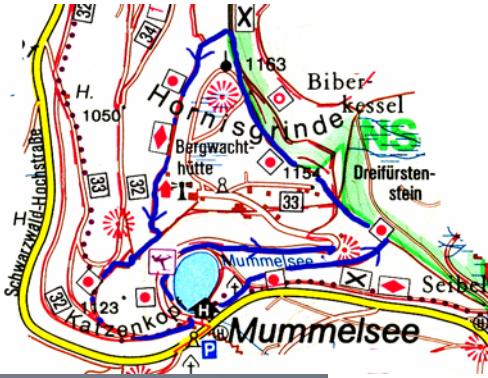 32
34
1163
Biber-
kessel
H.
1050
Hornisgrinde
NS
Bergwacht-
hütte
Dreifürsten-
stein
1154
33
32
33
Schwarzwald-Hochstraße
H
Mummelsee
Seibel
32
1123
Katzenkopf
H
Mummelsee
P